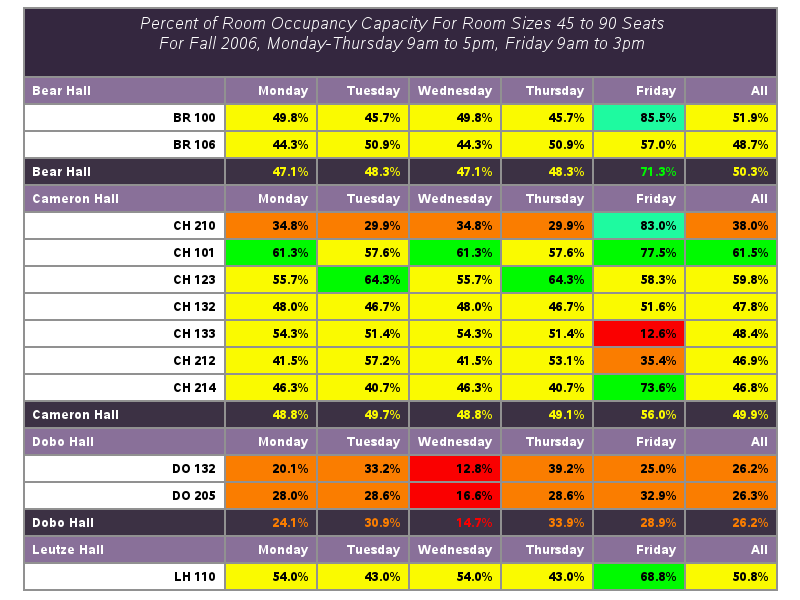 Percent of Room Occupancy Capacity For Room Sizes 45 to 90 Seats
For Fall 2006, Monday-Thursday 9am to 5pm, Friday 9am to 3pm
Bear Hall Monday Tuesday Wednesday Thursday Friday All
BR 100 49.8% 45.7% 49.8% 45.7% 85.5% 51.9%
BR 106 44.3% 50.9% 44.3% 50.9% 57.0% 48.7%
Bear Hall 47.1% 48.3% 47.1% 48.3% 71.3% 50.3%
Cameron Hall Monday Tuesday Wednesday Thursday Friday All
CH 210 34.8% 29.9% 34.8% 29.9% 83.0% 38.0%
CH 101 61.3% 57.6% 61.3% 57.6% 77.5% 61.5%
CH 123 55.7% 64.3% 55.7% 64.3% 58.3% 59.8%
CH 132 48.0% 46.7% 48.0% 46.7% 51.6% 47.8%
CH 133 54.3% 51.4% 54.3% 51.4% 12.6% 48.4%
CH 212 41.5% 57.2% 41.5% 53.1% 35.4% 46.9%
CH 214 46.3% 40.7% 46.3% 40.7% 73.6% 46.8%
Cameron Hall 48.8% 49.7% 48.8% 49.1% 56.0% 49.9%
Dobo Hall Monday Tuesday Wednesday Thursday Friday All
DO 132 20.1% 33.2% 12.8% 39.2% 25.0% 26.2%
DO 205 28.0% 28.6% 16.6% 28.6% 32.9% 26.3%
Dobo Hall 24.1% 30.9% 14.7% 33.9% 28.9% 26.2%
Leutze Hall Monday Tuesday Wednesday Thursday Friday All
LH 110 54.0% 43.0% 54.0% 43.0% 68.8% 50.8%